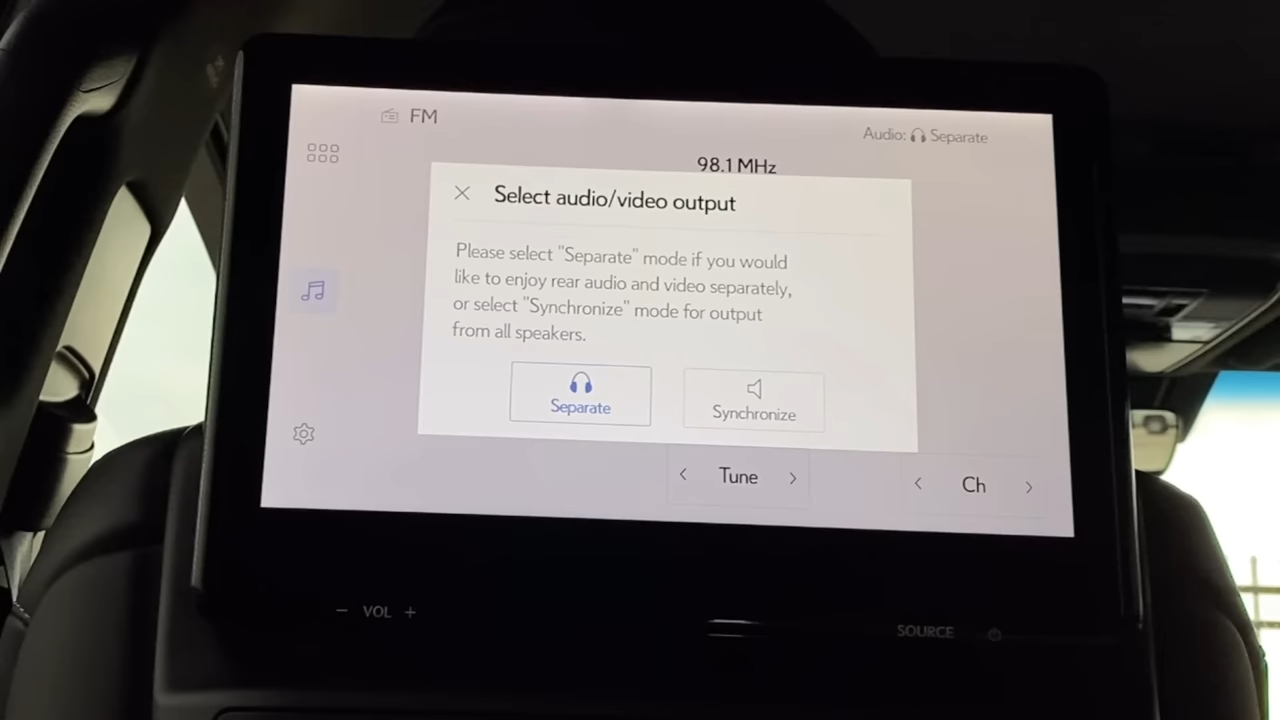 FM
Audio: Separate
98.1 MHz
Select audio/video output
Please select "Separate" mode if you would
like to enjoy rear audio and video separately,
or select "Synchronize" mode for output
from all speakers.
Separate
Synchronize
< Tune >
< Ch >
− VOL +
SOURCE